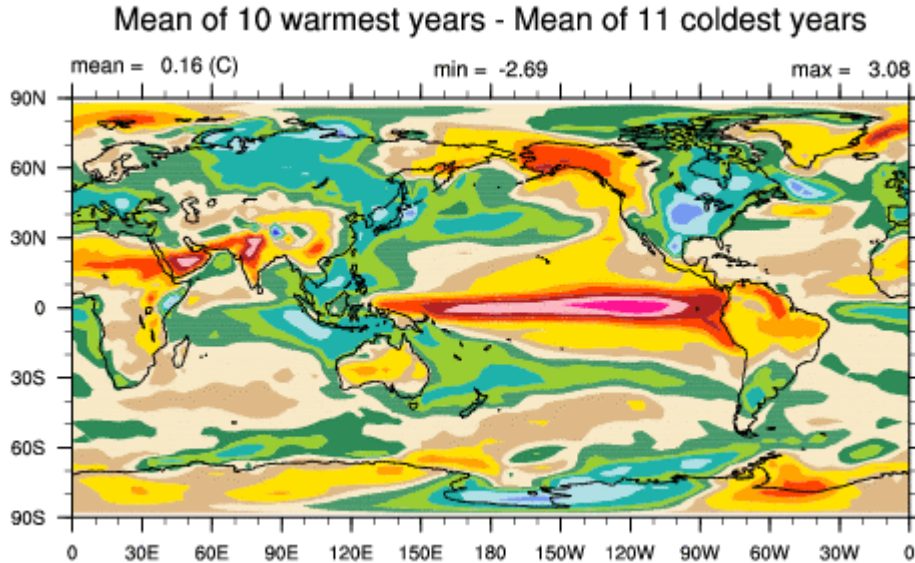 Mean of 10 warmest years - Mean of 11 coldest years
mean = 0.16 (C) min = -2.69 max = 3.08
90N
60N
30N
0
30S
60S
90S
0 30E 60E 90E 120E 150E 180 150W 120W 90W 60W 30W 0